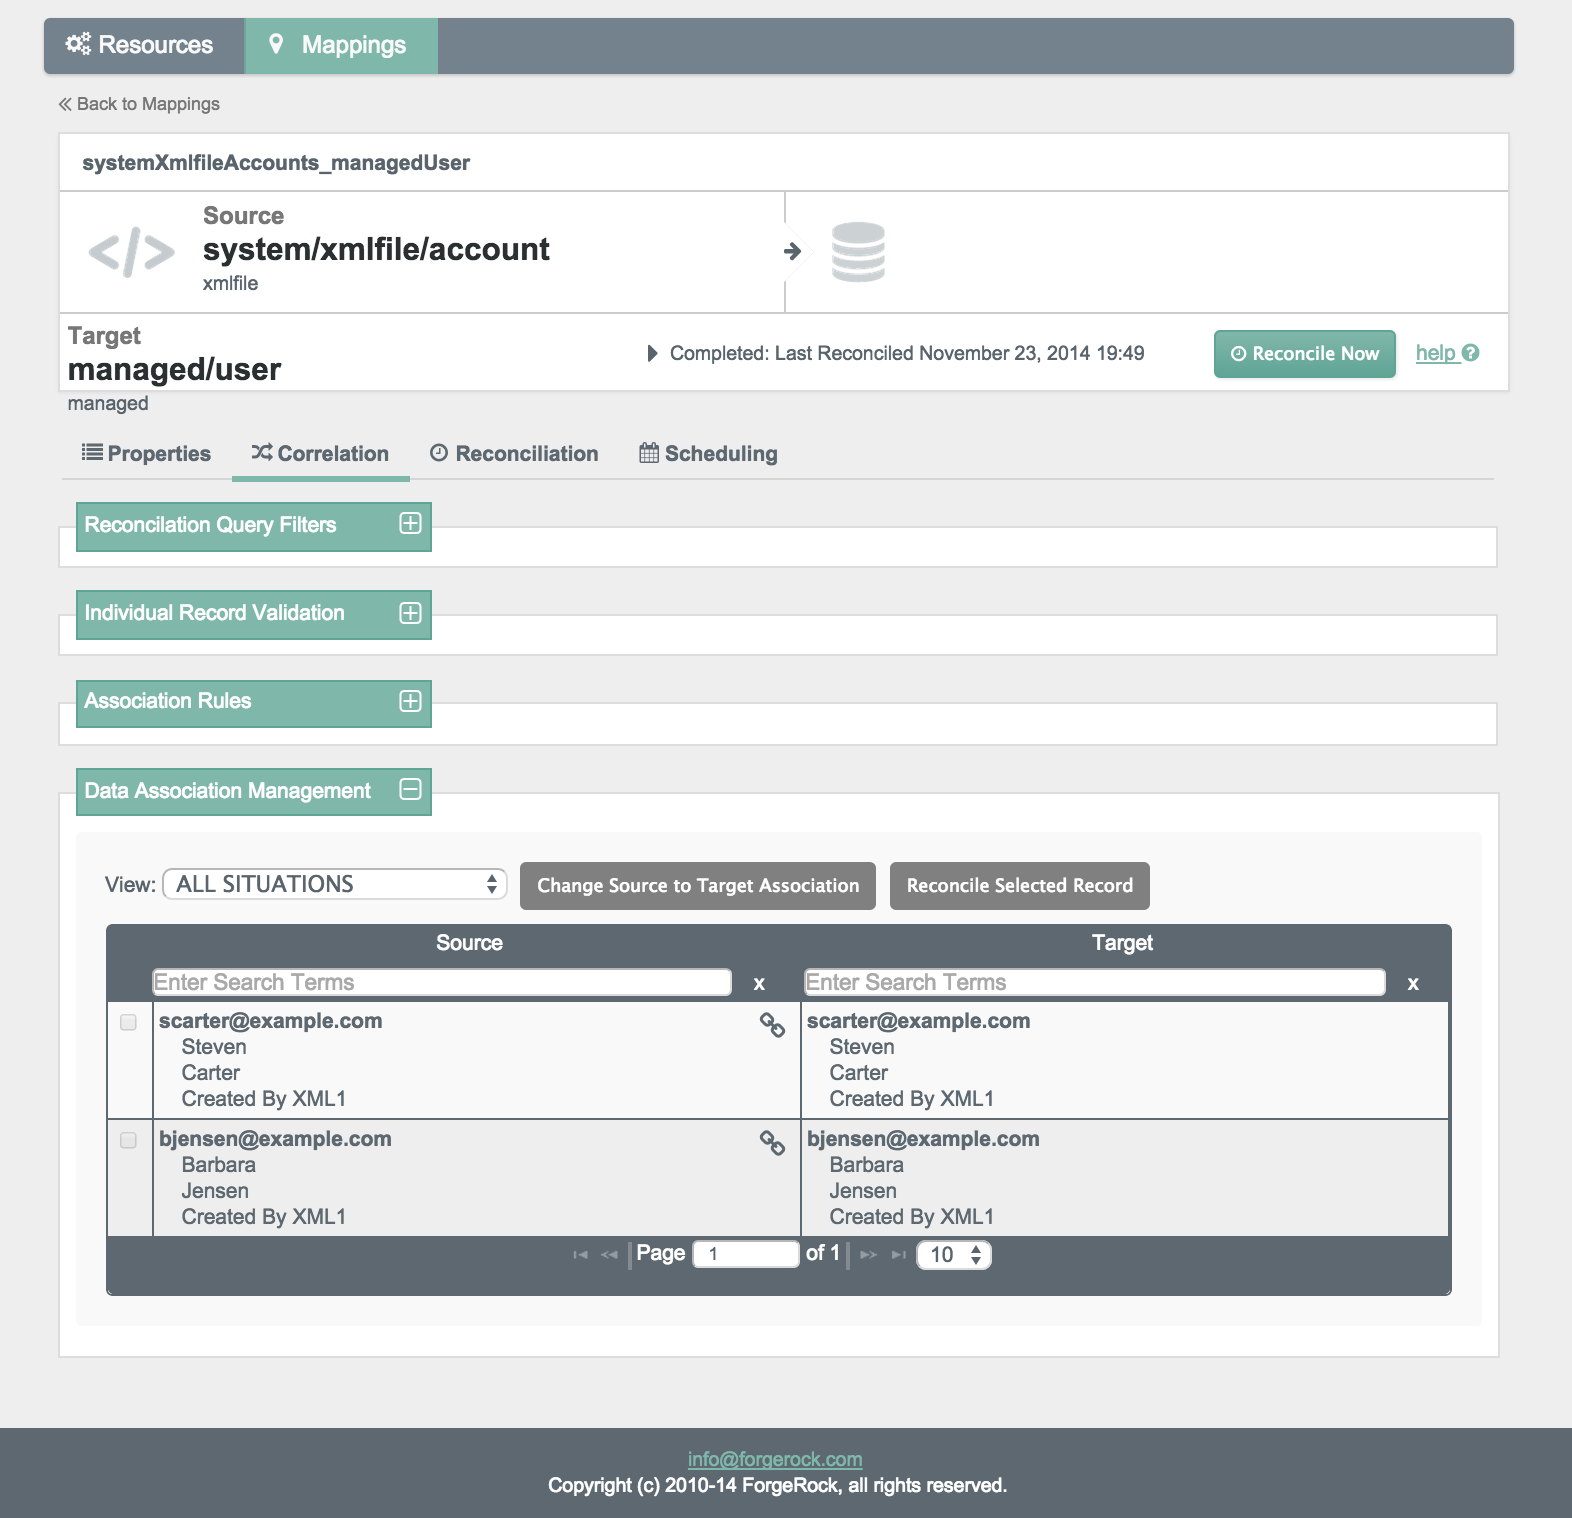 Resources Mappings
Back to Mappings
systemXmlfileAccounts_managedUser
Source
system/xmlfile/account
xmlfile
Target
managed/user
managed
Completed: Last Reconciled November 23, 2014 19:49
Reconcile Now
help
Properties Correlation Reconciliation Scheduling
Reconcilation Query Filters
Individual Record Validation
Association Rules
Data Association Management
View: ALL SITUATIONS Change Source to Target Association Reconcile Selected Record
Source Target
Enter Search Terms x Enter Search Terms x
scarter@example.com scarter@example.com
Steven Steven
Carter Carter
Created By XML1 Created By XML1
bjensen@example.com bjensen@example.com
Barbara Barbara
Jensen Jensen
Created By XML1 Created By XML1
Page 1 of 1 10
info@forgerock.com
Copyright (c) 2010-14 ForgeRock, all rights reserved.